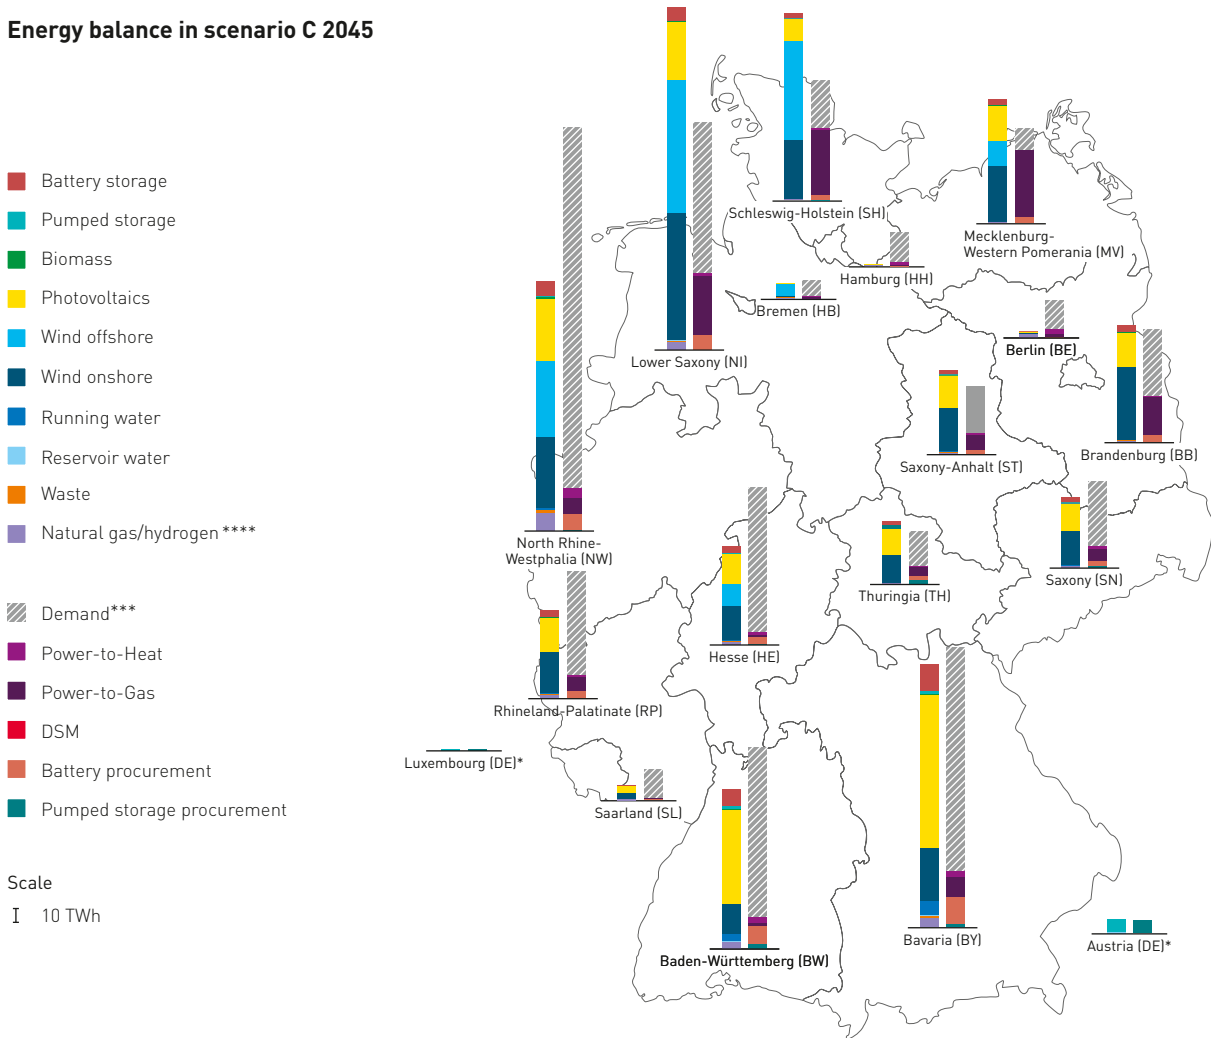 Energy balance in scenario C 2045
Battery storage
Pumped storage
Biomass
Photovoltaics
Wind offshore
Wind onshore
Running water
Reservoir water
Waste
Natural gas/hydrogen ****
Demand***
Power-to-Heat
Power-to-Gas
DSM
Battery procurement
Pumped storage procurement
Scale
10 TWh
Schleswig-Holstein (SH)
Mecklenburg-
Western Pomerania (MV)
Hamburg (HH)
Bremen (HB)
Lower Saxony (NI)
Berlin (BE)
Brandenburg (BB)
Saxony-Anhalt (ST)
North Rhine-
Westphalia (NW)
Saxony (SN)
Thuringia (TH)
Hesse (HE)
Rhineland-Palatinate (RP)
Luxembourg (DE)*
Saarland (SL)
Bavaria (BY)
Austria (DE)*
Baden-Württemberg (BW)